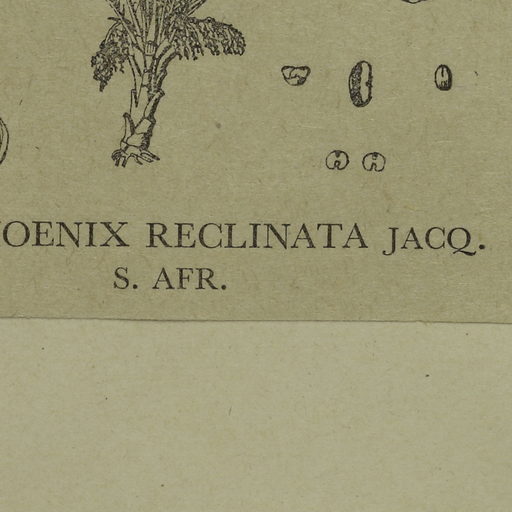 OENIX RECLINATA JACQ.
S. AFR.